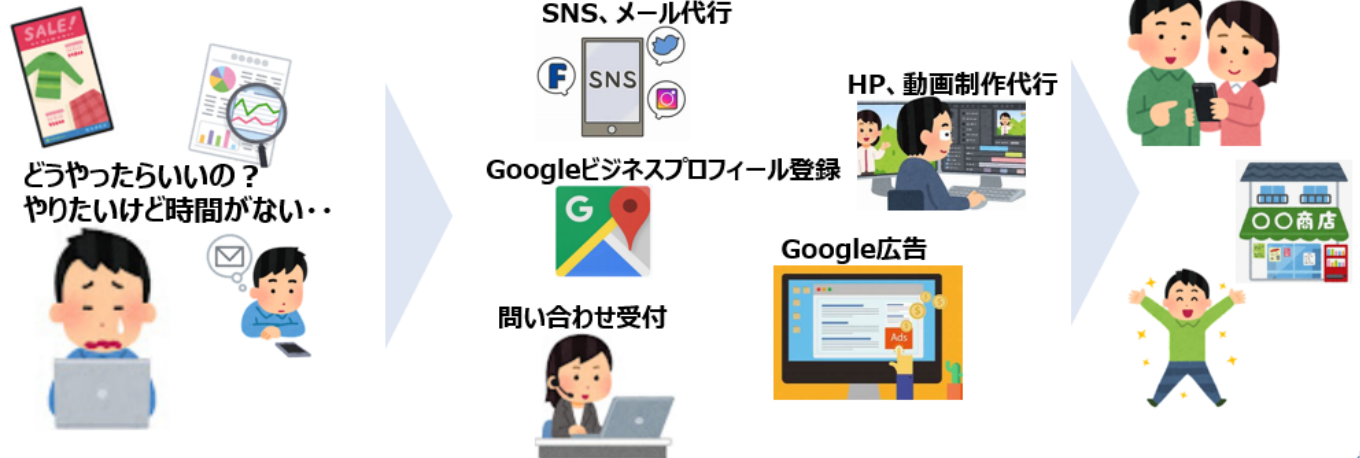 SALE!
どうやったらいいの？
やりたいけど時間がない・・
SNS、メール代行
F
SNS
Googleビジネスプロフィール登録
G
問い合わせ受付
HP、動画制作代行
Google広告
Ads
〇〇商店